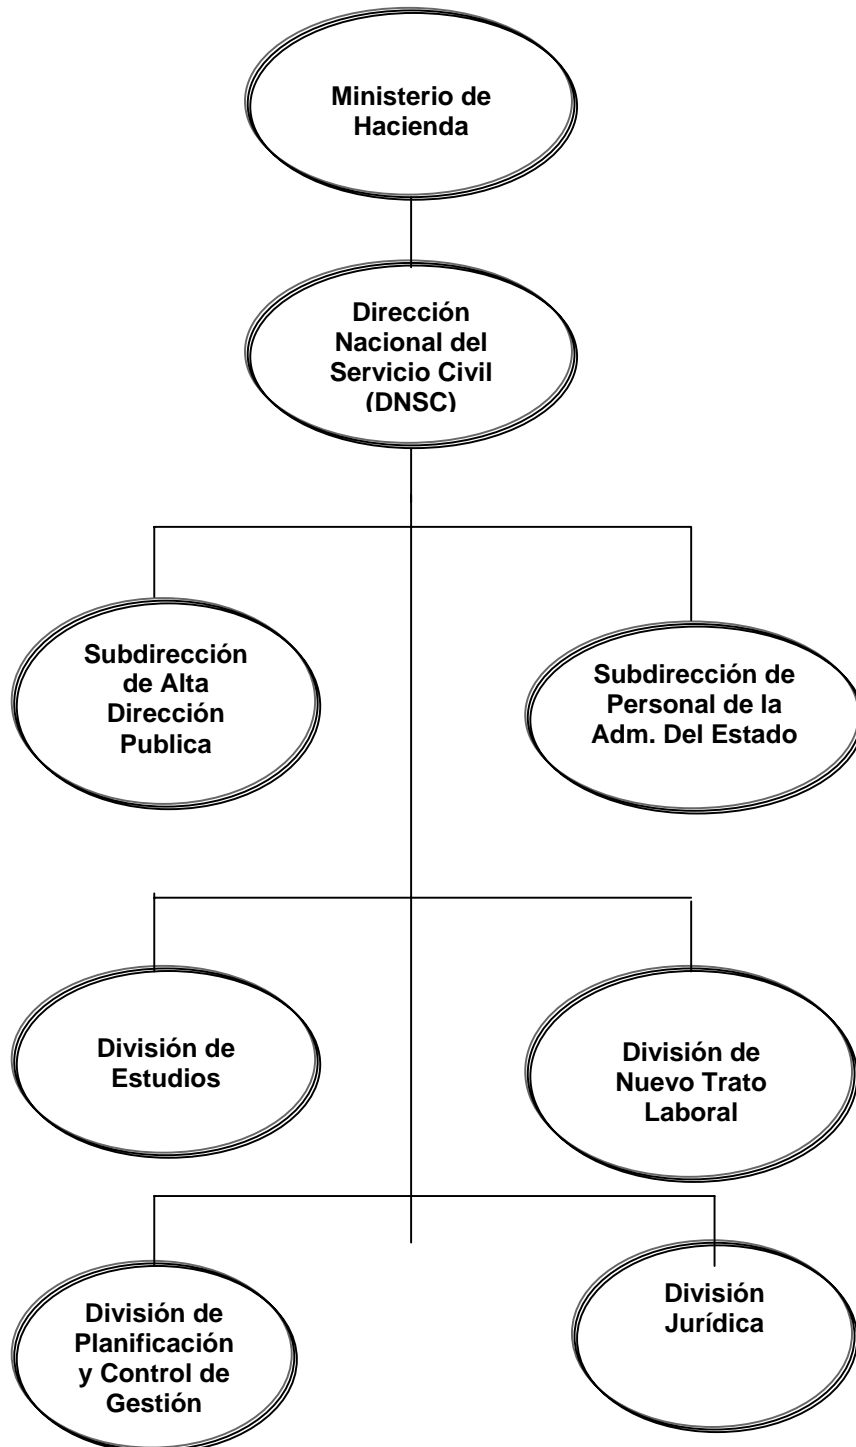 Ministerio de
Hacienda
Dirección
Nacional del
Servicio Civil
(DNSC)
Subdirección
de Alta
Dirección
Publica
Subdirección de
Personal de la
Adm. Del Estado
División de
Estudios
División de
Nuevo Trato
Laboral
División de
Planificación
y Control de
Gestión
División
Jurídica